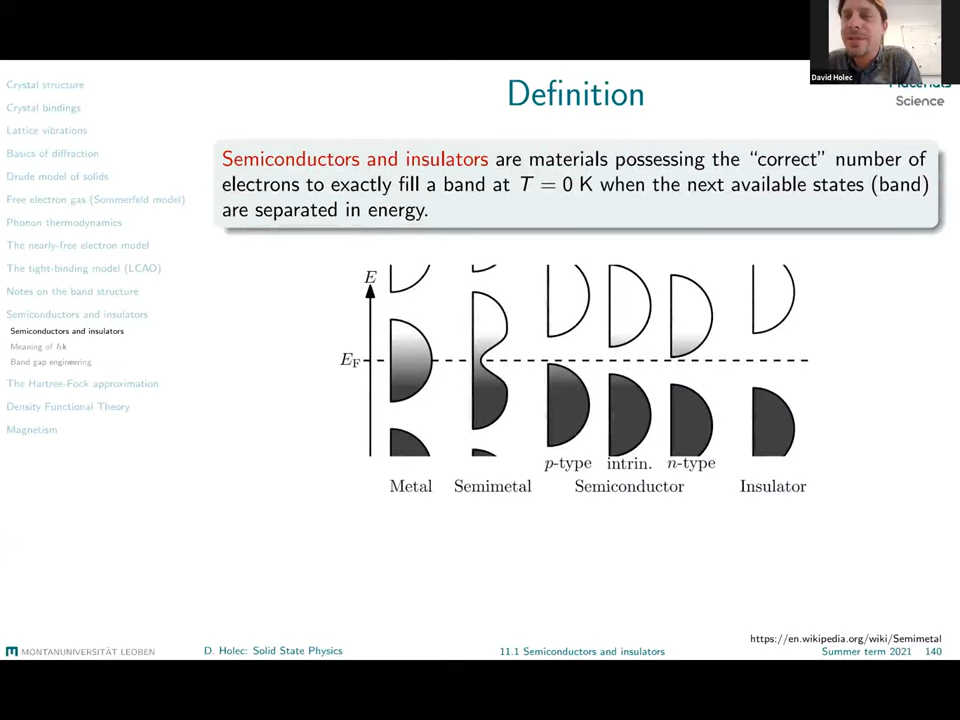 David Holec
Materials
Science
Crystal structure
Crystal bindings
Lattice vibrations
Basics of diffraction
Drude model of solids
Free electron gas (Sommerfeld model)
Phonon thermodynamics
The nearly-free electron model
The tight-binding model (LCAO)
Notes on the band structure
Semiconductors and insulators
Semiconductors and insulators
Meaning of ℏk
Band gap engineering
The Hartree-Fock approximation
Density Functional Theory
Magnetism
Definition
Semiconductors and insulators are materials possessing the “correct” number of
electrons to exactly fill a band at T = 0 K when the next available states (band)
are separated in energy.
E
E_F
p-type intrin. n-type
Metal Semimetal Semiconductor Insulator
https://en.wikipedia.org/wiki/Semimetal
MONTANUNIVERSITÄT LEOBEN D. Holec: Solid State Physics 11.1 Semiconductors and insulators Summer term 2021 140